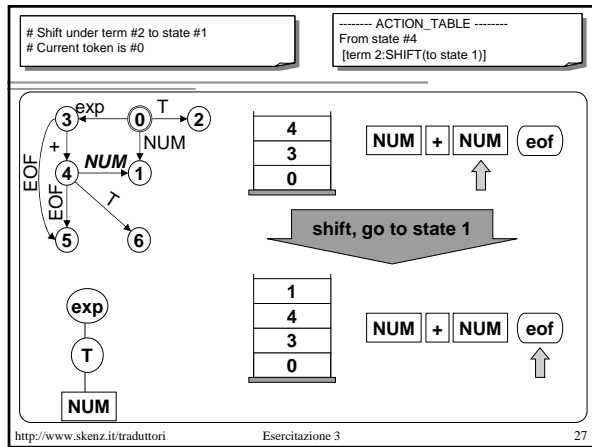 # Shift under term #2 to state #1
# Current token is #0
-------- ACTION_TABLE --------
From state #4
[term 2:SHIFT(to state 1)]
3 exp 0 T 2
+ NUM
4 NUM 1
EOF EOF T
5 6
4
3
0
NUM + NUM eof
shift, go to state 1
1
4
3
0
NUM + NUM eof
exp
T
NUM
http://www.skenz.it/traduttori Esercitazione 3 27